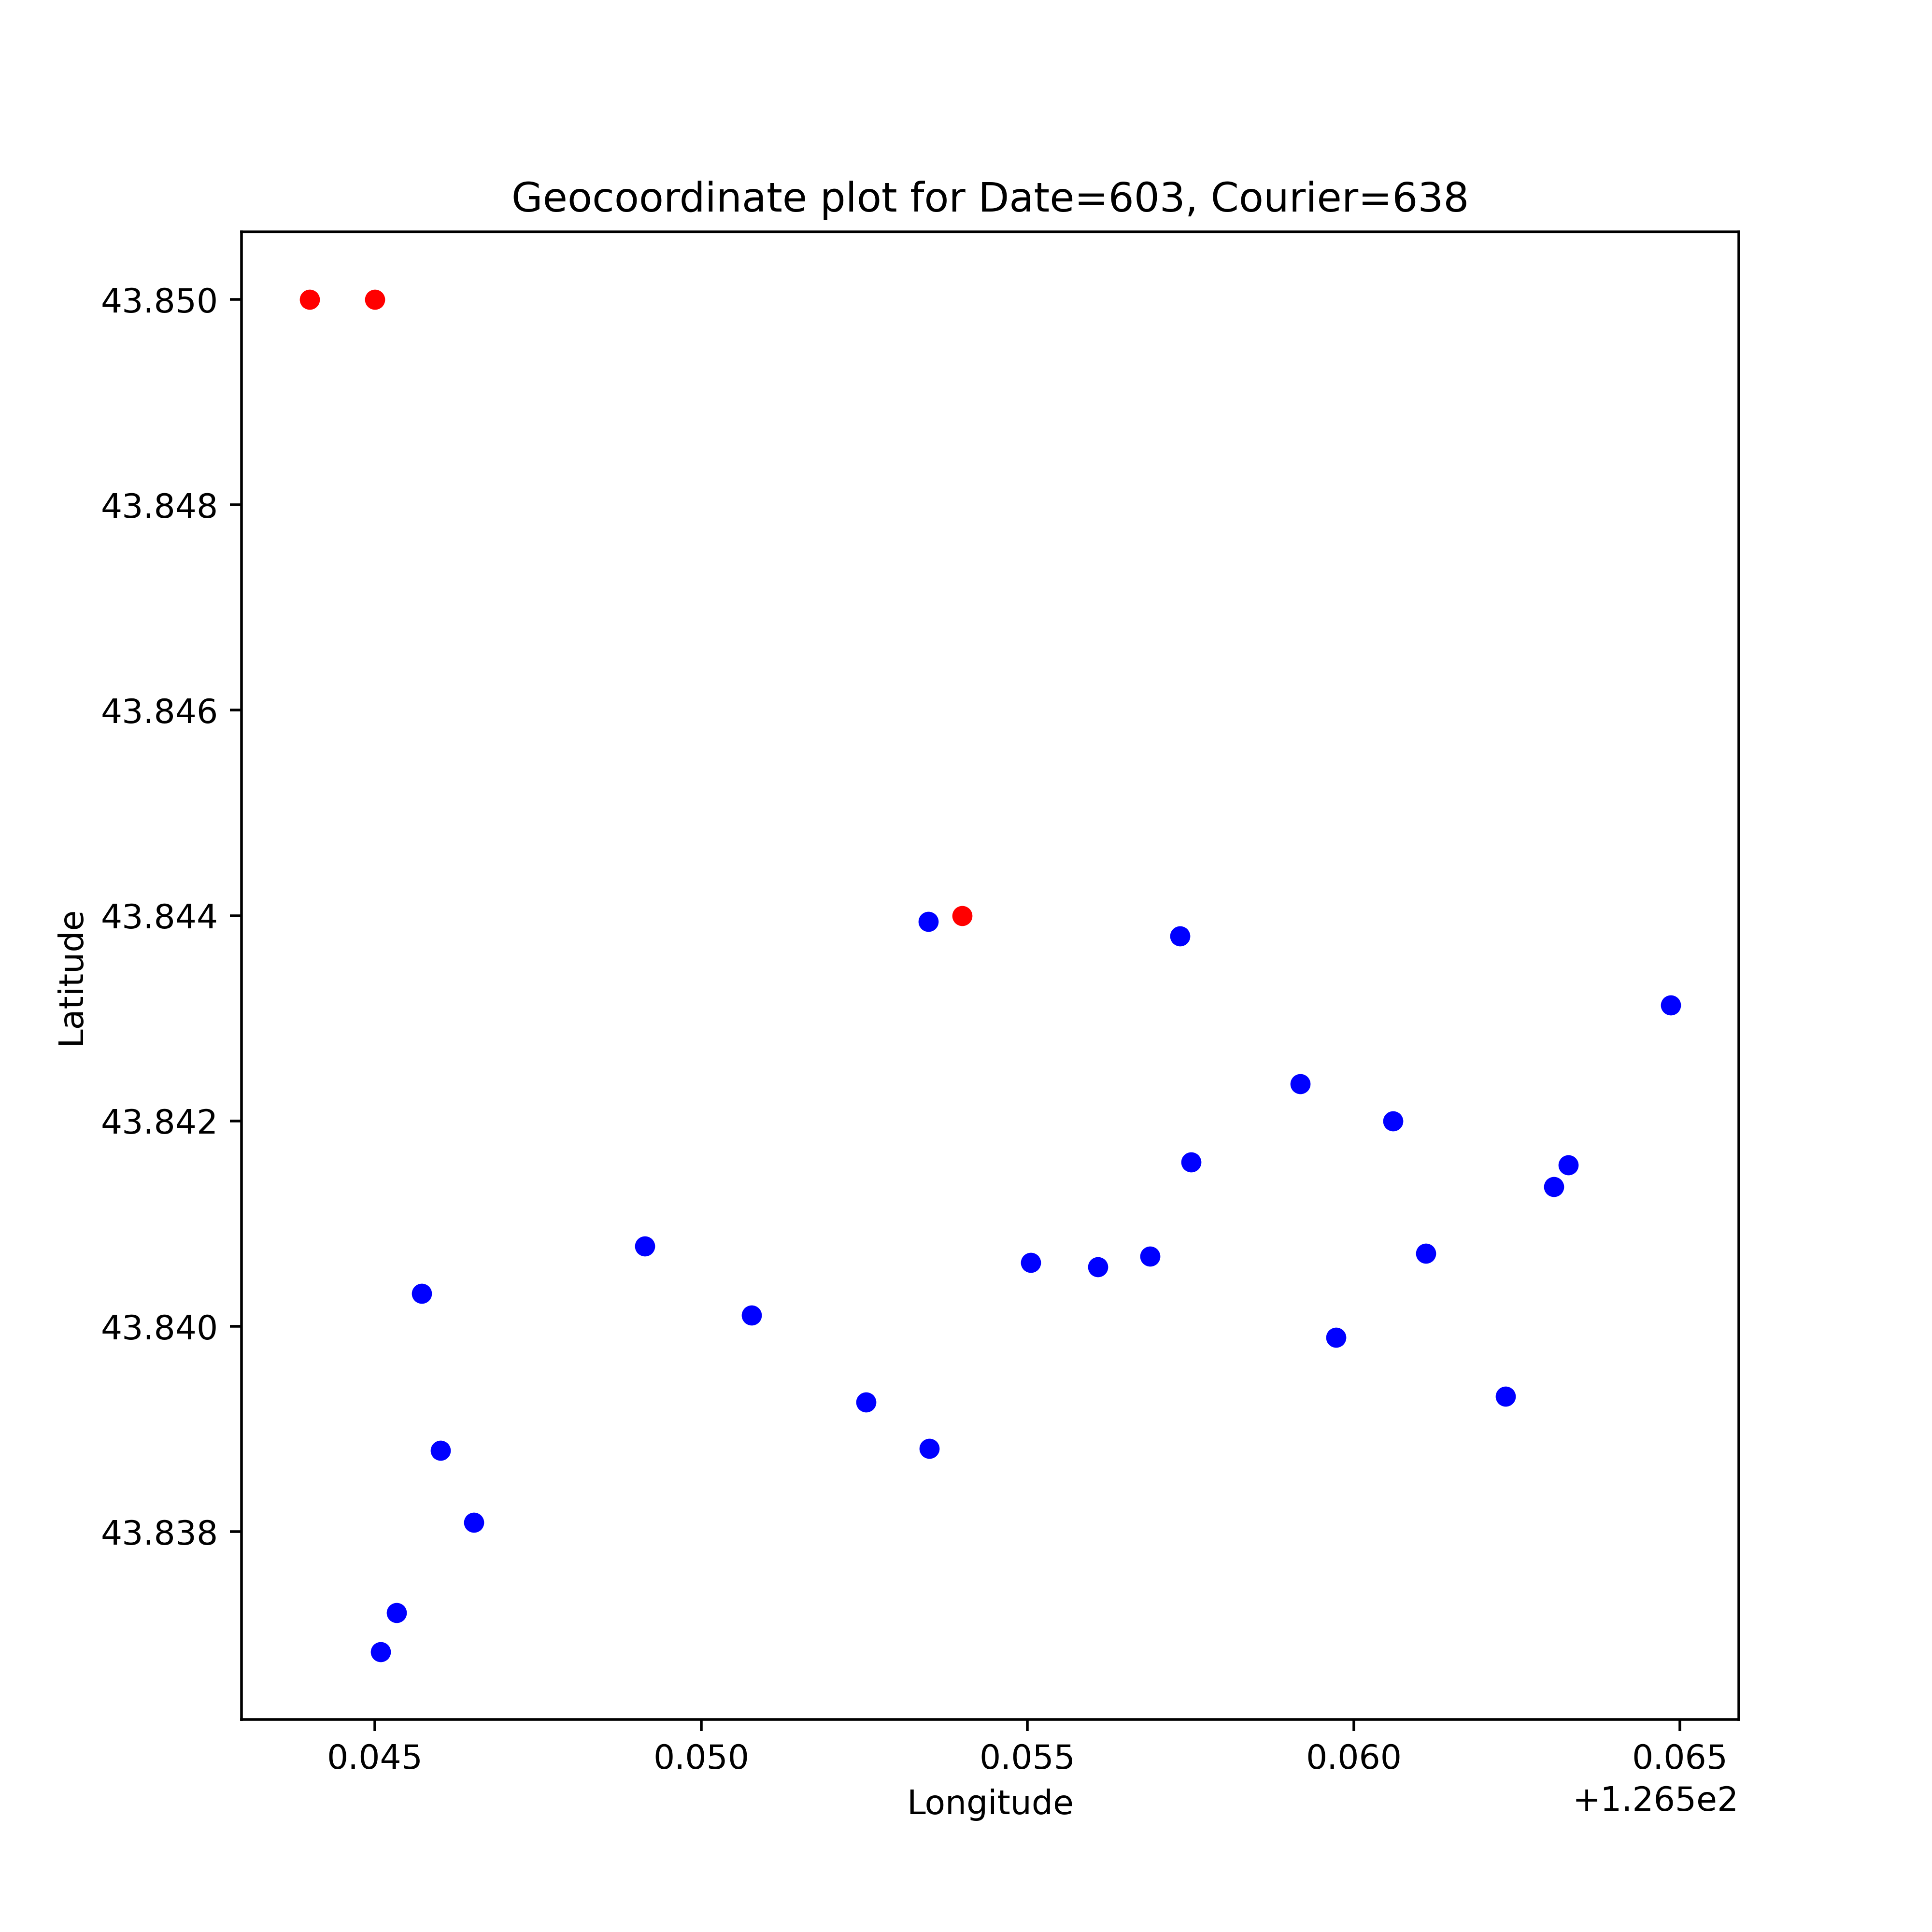 Geocoordinate plot for Date=603, Courier=638
43.850
43.848
43.846
43.844
43.842
43.840
43.838
Latitude
0.045 0.050 0.055 0.060 0.065
+1.265e2
Longitude